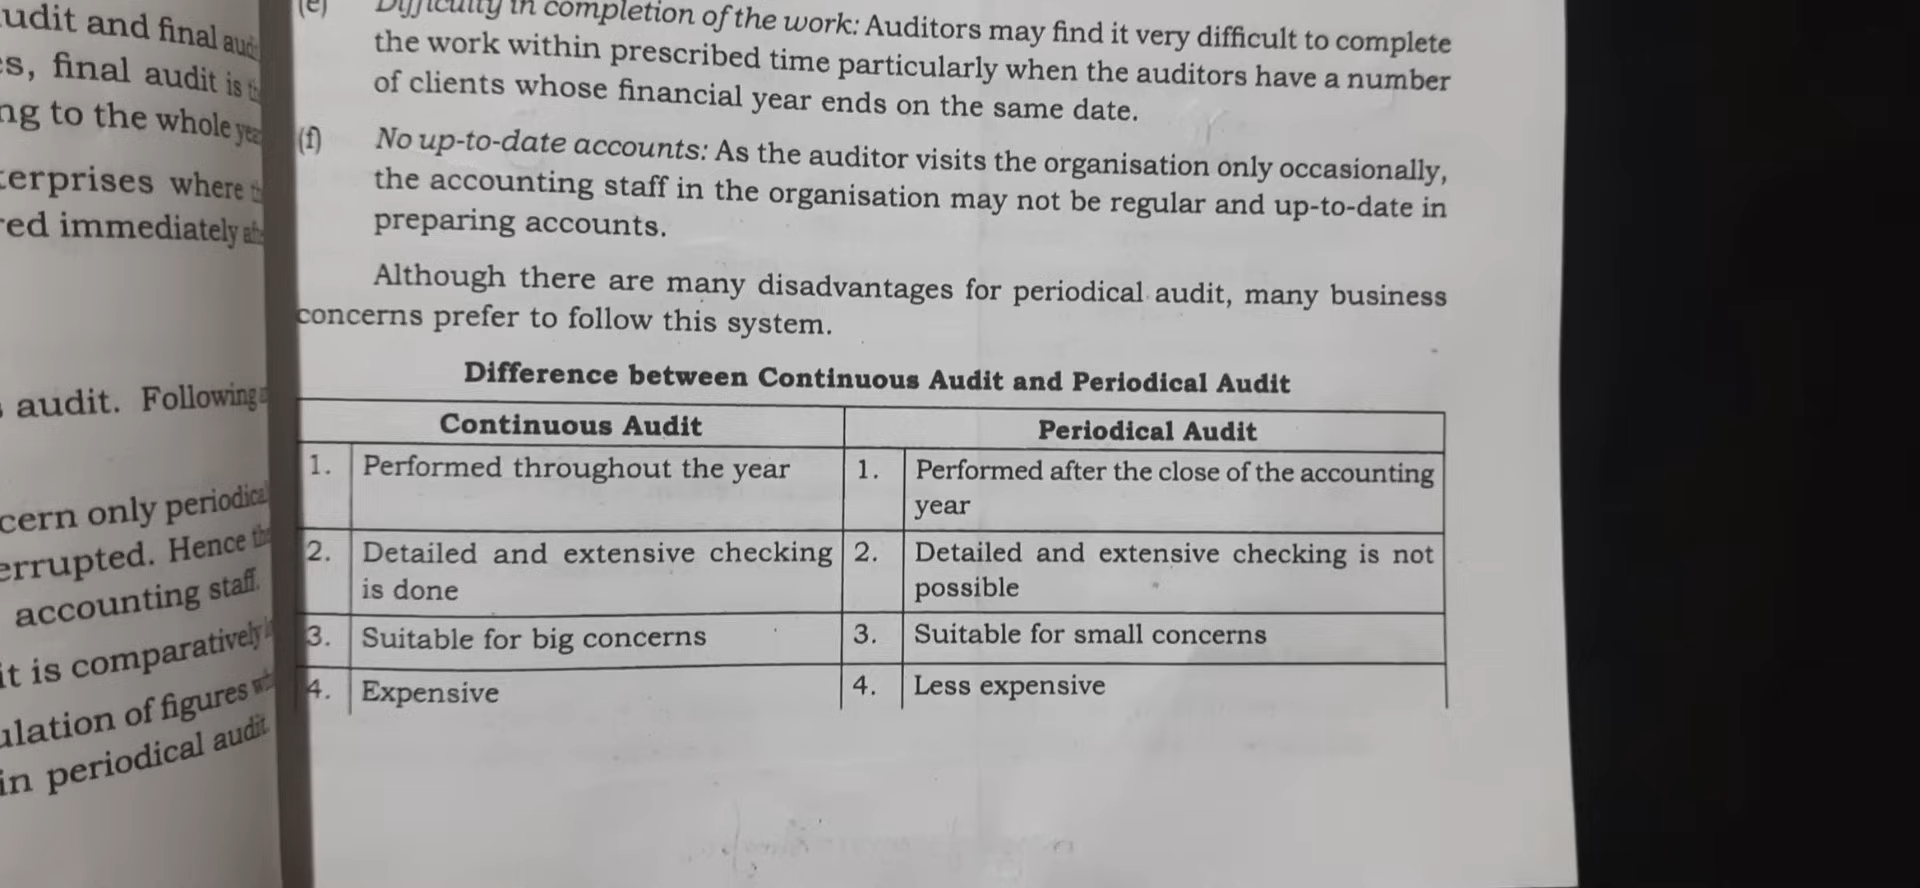 udit and final
s, final audit is
ng to the whole
erprises where
ed immediately
audit. Following
cern only periodical
errupted. Hence the
accounting staff.
it is comparatively
ulation of figures
in periodical audit.
(e) Difficulty in completion of the work: Auditors may find it very difficult to complete
the work within prescribed time particularly when the auditors have a number
of clients whose financial year ends on the same date.
(f) No up-to-date accounts: As the auditor visits the organisation only occasionally,
the accounting staff in the organisation may not be regular and up-to-date in
preparing accounts.
Although there are many disadvantages for periodical audit, many business
concerns prefer to follow this system.
Difference between Continuous Audit and Periodical Audit
Continuous Audit Periodical Audit
1. Performed throughout the year 1. Performed after the close of the accounting
year
2. Detailed and extensive checking 2. Detailed and extensive checking is not
is done possible
3. Suitable for big concerns 3. Suitable for small concerns
4. Expensive 4. Less expensive